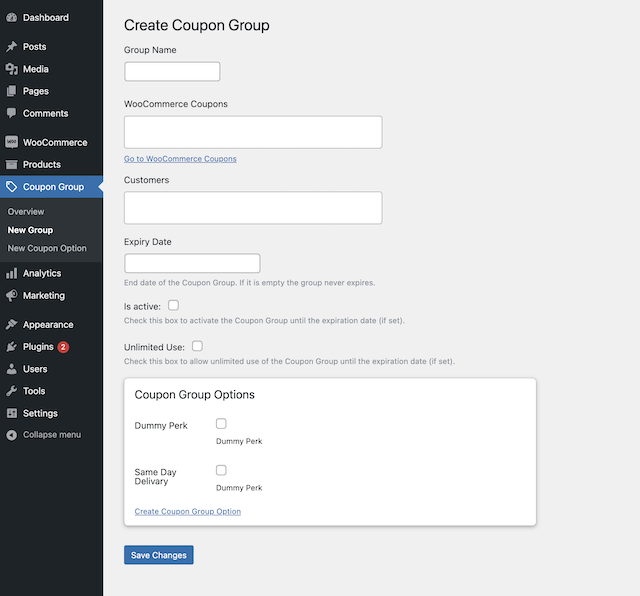 Dashboard
Posts
Media
Pages
Comments
WooCommerce
Products
Coupon Group
Overview
New Group
New Coupon Option
Analytics
Marketing
Appearance
Plugins 2
Users
Tools
Settings
Collapse menu
Create Coupon Group
Group Name
WooCommerce Coupons
Go to WooCommerce Coupons
Customers
Expiry Date
End date of the Coupon Group. If it is empty the group never expires.
Is active:
Check this box to activate the Coupon Group until the expiration date (if set).
Unlimited Use:
Check this box to allow unlimited use of the Coupon Group until the expiration date (if set).
Coupon Group Options
Dummy Perk
Dummy Perk
Same Day
Delivary
Dummy Perk
Create Coupon Group Option
Save Changes